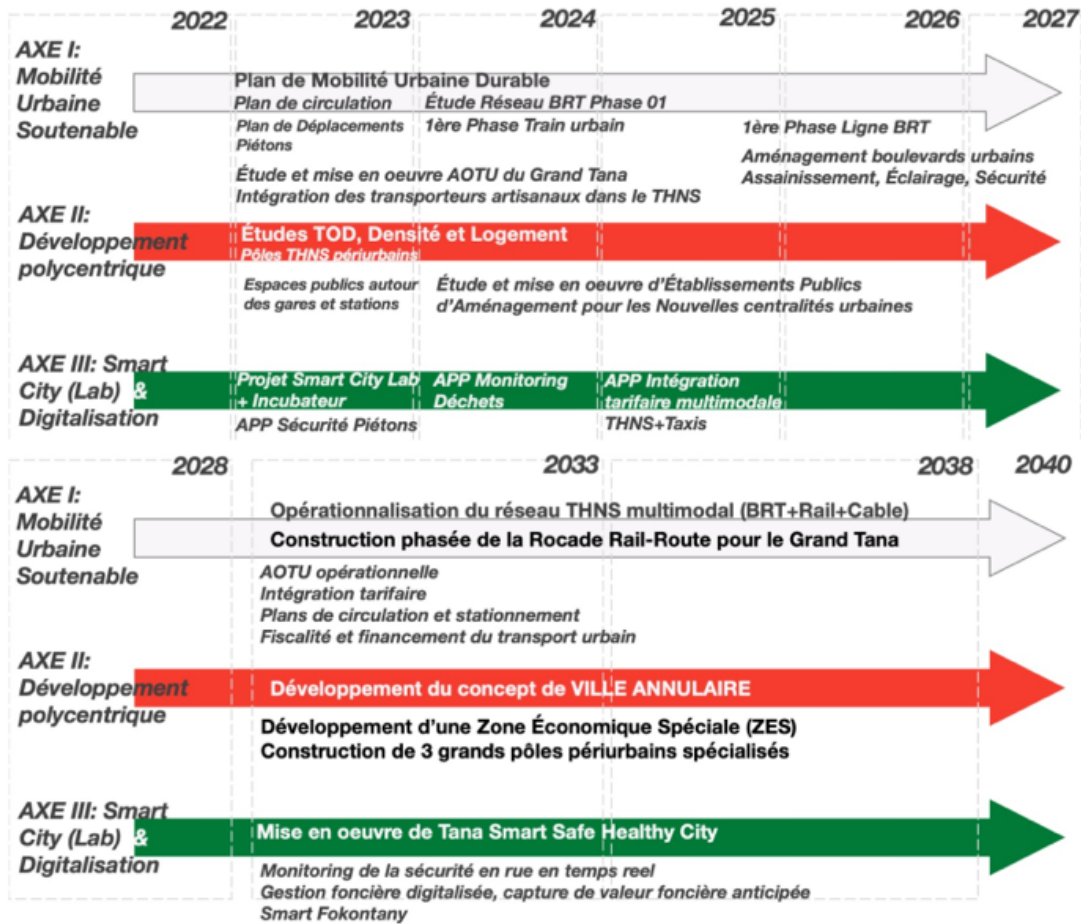 2022 2023 2024 2025 2026 2027
AXE I:
Mobilité
Urbaine
Soutenable
Plan de Mobilité Urbaine Durable
Plan de circulation
Étude Réseau BRT Phase 01
Plan de Déplacements
Piétons
1ère Phase Train urbain
1ère Phase Ligne BRT
Aménagement boulevards urbains
Assainissement, Éclairage, Sécurité
Étude et mise en oeuvre AOTU du Grand Tana
Intégration des transporteurs artisanaux dans le THNS
AXE II:
Développement
polycentrique
Études TOD, Densité et Logement
Pôles THNS périurbains
Espaces publics autour
des gares et stations
Étude et mise en oeuvre d'Établissements Publics
d'Aménagement pour les Nouvelles centralités urbaines
AXE III: Smart
City (Lab) &
Digitalisation
Projet Smart City Lab
+ Incubateur
APP Sécurité Piétons
APP Monitoring
Déchets
APP Intégration
tarifaire multimodale
THNS+Taxis
2028 2033 2038 2040
AXE I:
Mobilité
Urbaine
Soutenable
Opérationnalisation du réseau THNS multimodal (BRT+Rail+Cable)
Construction phasée de la Rocade Rail-Route pour le Grand Tana
AOTU opérationnelle
Intégration tarifaire
Plans de circulation et stationnement
Fiscalité et financement du transport urbain
AXE II:
Développement
polycentrique
Développement du concept de VILLE ANNULAIRE
Développement d'une Zone Économique Spéciale (ZES)
Construction de 3 grands pôles périurbains spécialisés
AXE III: Smart
City (Lab) &
Digitalisation
Mise en oeuvre de Tana Smart Safe Healthy City
Monitoring de la sécurité en rue en temps reel
Gestion foncière digitalisée, capture de valeur foncière anticipée
Smart Fokontany